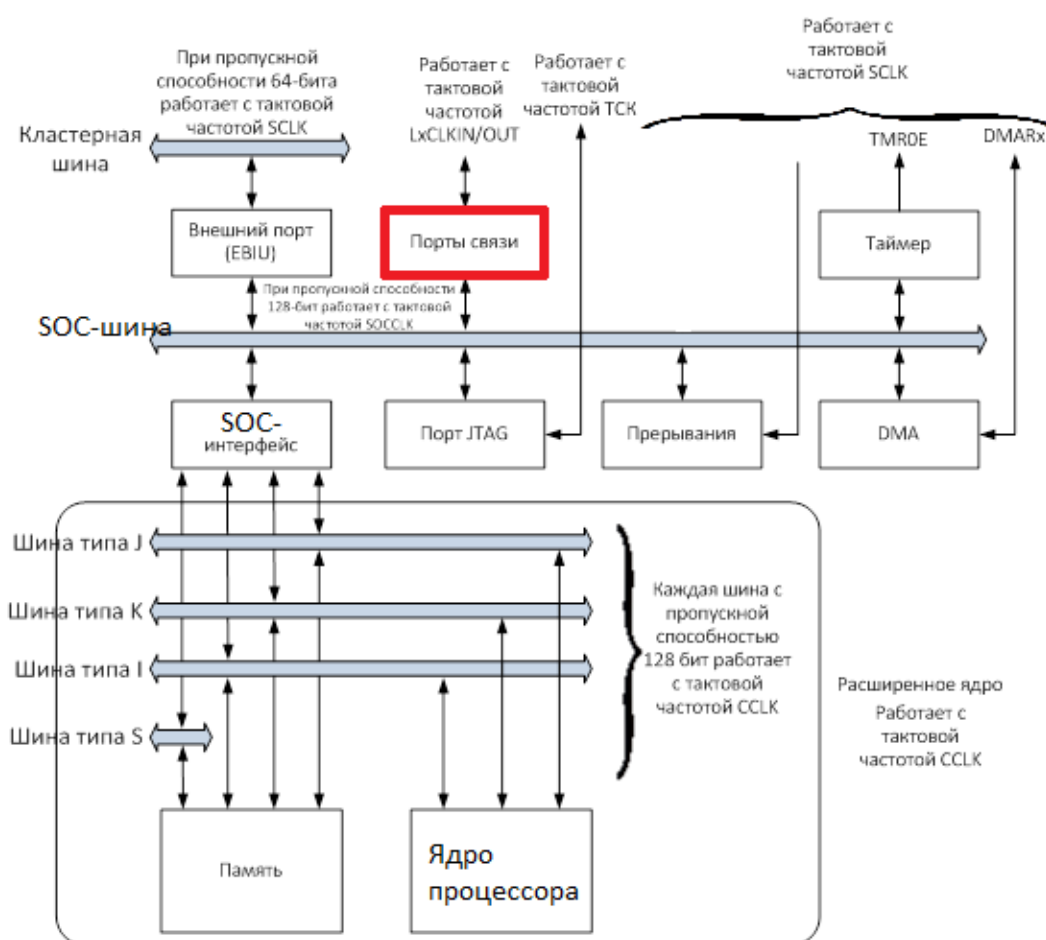 При пропускной
способности 64-бита
работает с тактовой
частотой SCLK
Работает с
тактовой
частотой
LxCLKIN/OUT
Работает с
тактовой
частотой TCK
Работает с
тактовой
частотой SCLK
Кластерная
шина
TMR0E
DMARx
Внешний порт
(EBIU)
Порты связи
Таймер
При пропускной способности
128-бит работает с тактовой
частотой SOCCLK
SOC-шина
SOC-
интерфейс
Порт JTAG
Прерывания
DMA
Шина типа J
Шина типа K
Шина типа I
Шина типа S
Каждая шина с
пропускной
способностью
128 бит работает
с тактовой
частотой CCLK
Расширенное ядро
Работает с
тактовой
частотой CCLK
Память
Ядро
процессора